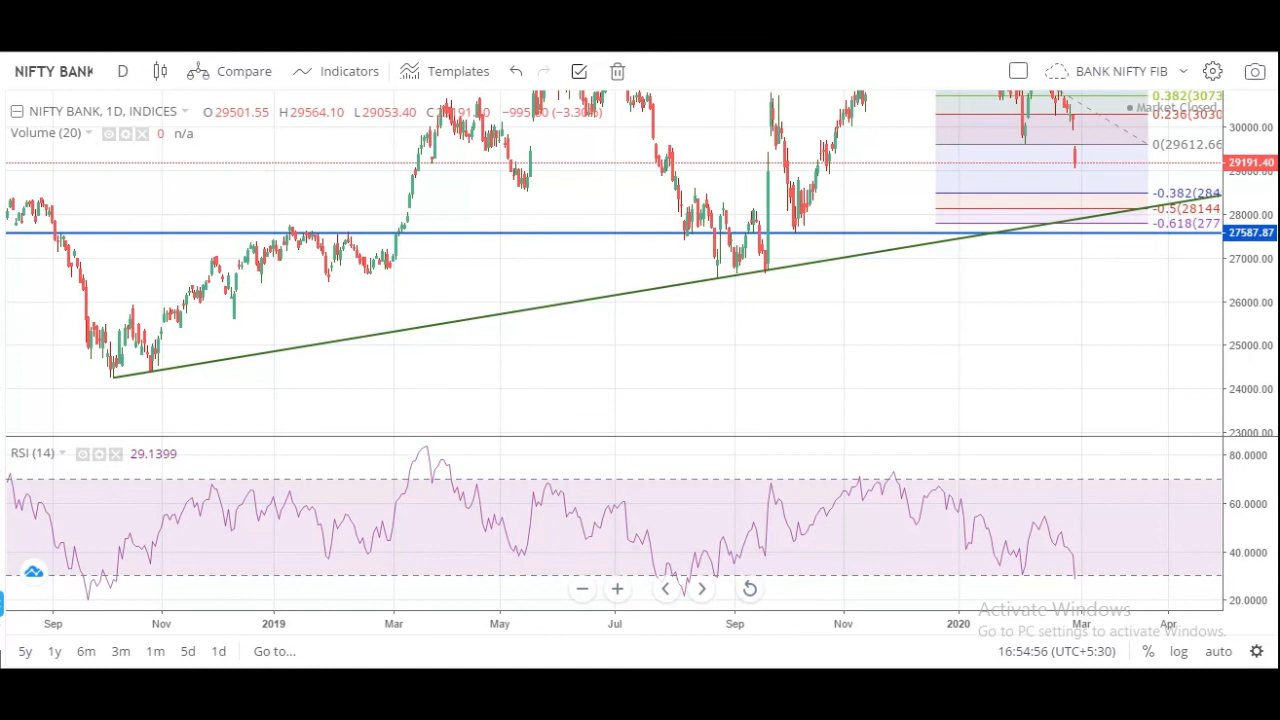 NIFTY BANK D Compare Indicators Templates BANK NIFTY FIB
NIFTY BANK, 1D, INDICES O 29501.55 H 29564.10 L 29053.40
Volume (20) 0 n/a
0.382(3073
Market Closed
0.236(3030
0(29612.66
-0.382(284
-0.5(28144
-0.618(277
30000.00
29191.40
29000.00
28000.00
27587.87
27000.00
26000.00
25000.00
24000.00
23000.00
RSI (14) 29.1399
80.0000
60.0000
40.0000
20.0000
Activate Windows
Go to PC settings to activate Windows.
Sep Nov 2019 Mar May Jul Sep Nov 2020 Mar Apr
5y 1y 6m 3m 1m 5d 1d Go to... 16:54:56 (UTC+5:30) % log auto